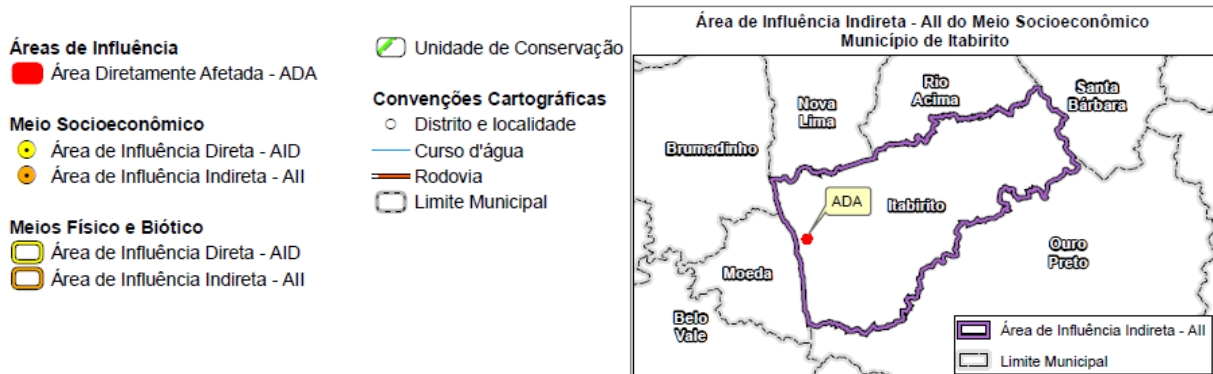 Áreas de Influência
Área Diretamente Afetada - ADA
Meio Socioeconômico
Área de Influência Direta - AID
Área de Influência Indireta - AII
Meios Físico e Biótico
Área de Influência Direta - AID
Área de Influência Indireta - AII
Unidade de Conservação
Convenções Cartográficas
Distrito e localidade
Curso d'água
Rodovia
Limite Municipal
Área de Influência Indireta - AII do Meio Socioeconômico
Município de Itabirito
Rio
Acima
Santa
Bárbara
Nova
Lima
Brumadinho
ADA
Itabirito
Ouro
Preto
Moeda
Belo
Vale
Área de Influência Indireta - AII
Limite Municipal